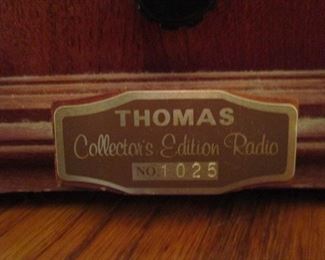 THOMAS
Collector's Edition Radio
NO. 1025